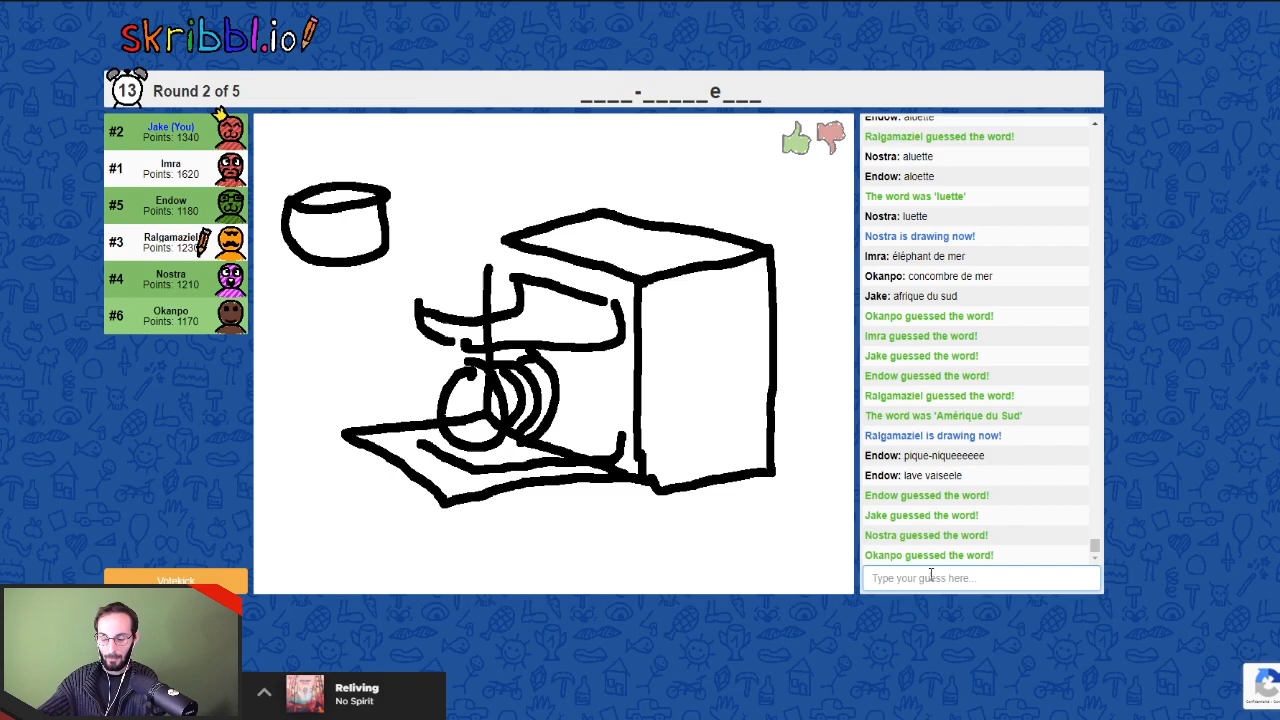 skribbl.io
13
Round 2 of 5
____-_____e___
#2 Jake (You)
Points: 1340
#1 Imra
Points: 1620
#5 Endow
Points: 1180
#3 Ralgamaziel
Points: 1230
#4 Nostra
Points: 1210
#6 Okanpo
Points: 1170
Votekick
Endow: aluette
Ralgamaziel guessed the word!
Nostra: aluette
Endow: aloette
The word was 'luette'
Nostra: luette
Nostra is drawing now!
Imra: éléphant de mer
Okanpo: concombre de mer
Jake: afrique du sud
Okanpo guessed the word!
Imra guessed the word!
Jake guessed the word!
Endow guessed the word!
Ralgamaziel guessed the word!
The word was 'Amérique du Sud'
Ralgamaziel is drawing now!
Endow: pique-niqueeeeee
Endow: lave vaiseele
Endow guessed the word!
Jake guessed the word!
Nostra guessed the word!
Okanpo guessed the word!
Type your guess here...
Reliving
No Spirit